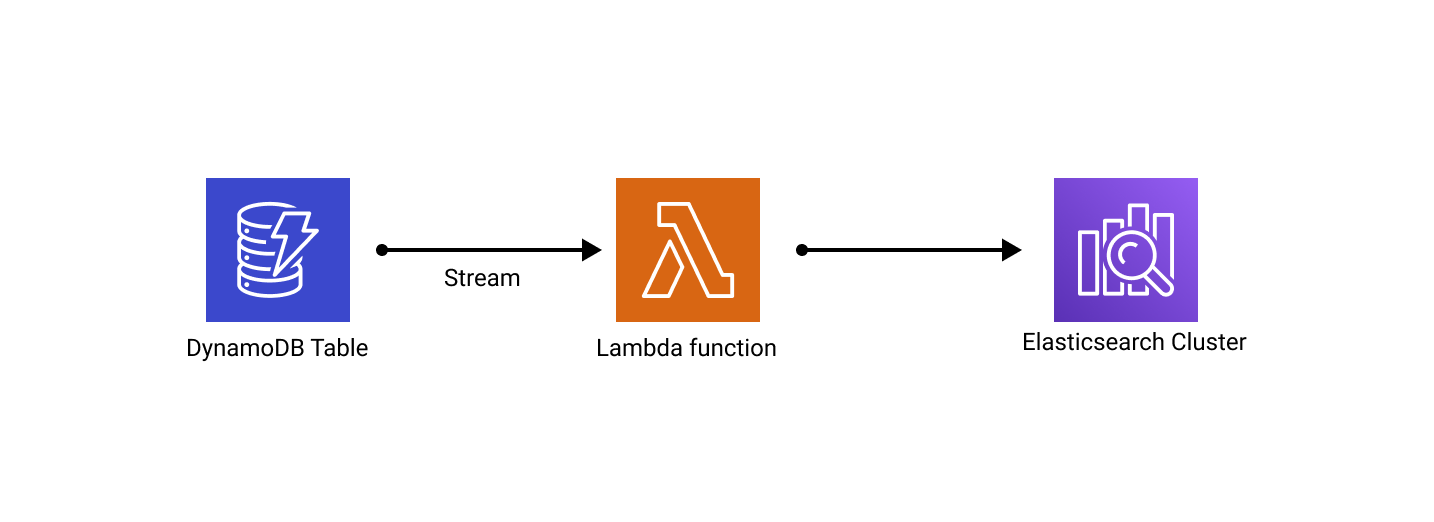 Stream
DynamoDB Table
Lambda function
Elasticsearch Cluster